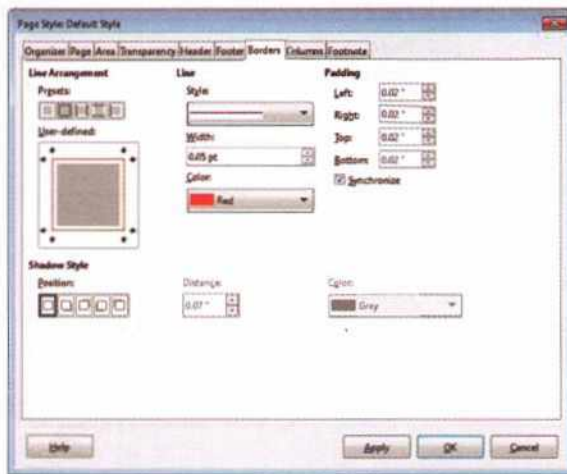 Page Style: Default Style
Organizer Page Area Transparency Header Footer Borders Columns Footnote
Line Arrangement
Presets:
User-defined:
Line
Style:
Width:
0.05 pt
Color:
Red
Padding
Left: 0.02 "
Right: 0.02 "
Top: 0.02 "
Bottom: 0.02 "
Synchronize
Shadow Style
Position:
Distance:
0.07 "
Color:
Grey
Help
Apply
OK
Cancel